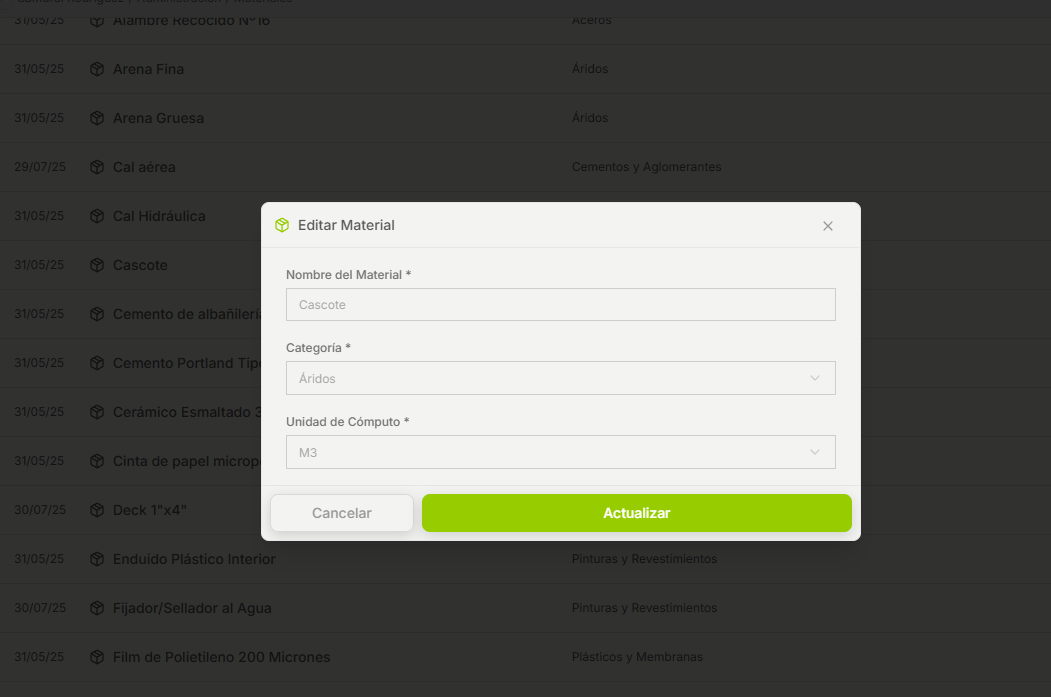 31/05/25 Alambre Recocido N°16 Aceros
31/05/25 Arena Fina Áridos
31/05/25 Arena Gruesa Áridos
29/07/25 Cal aérea Cementos y Aglomerantes
31/05/25 Cal Hidráulica
31/05/25 Cascote
31/05/25 Cemento de albañilería
31/05/25 Cemento Portland Tipo
31/05/25 Cerámico Esmaltado 3
31/05/25 Cinta de papel microp
30/07/25 Deck 1"x4"
31/05/25 Enduido Plástico Interior Pinturas y Revestimientos
30/07/25 Fijador/Sellador al Agua Pinturas y Revestimientos
31/05/25 Film de Polietileno 200 Micrones Plásticos y Membranas
Editar Material
Nombre del Material *
Cascote
Categoría *
Áridos
Unidad de Cómputo *
M3
Cancelar Actualizar